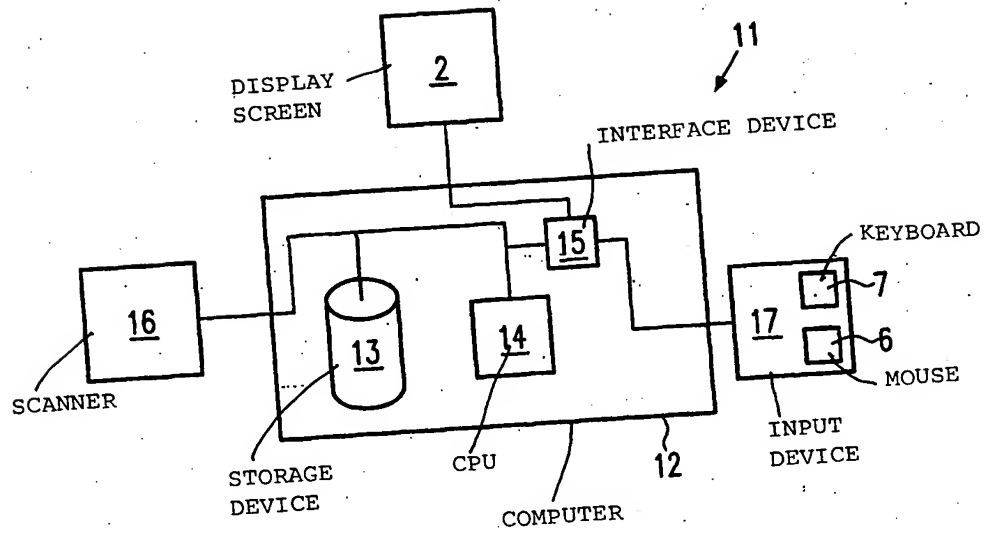 11
2
DISPLAY
SCREEN
INTERFACE DEVICE
15
KEYBOARD
7
16
13
14
17
6
MOUSE
SCANNER
STORAGE
DEVICE
CPU
12
INPUT
DEVICE
COMPUTER